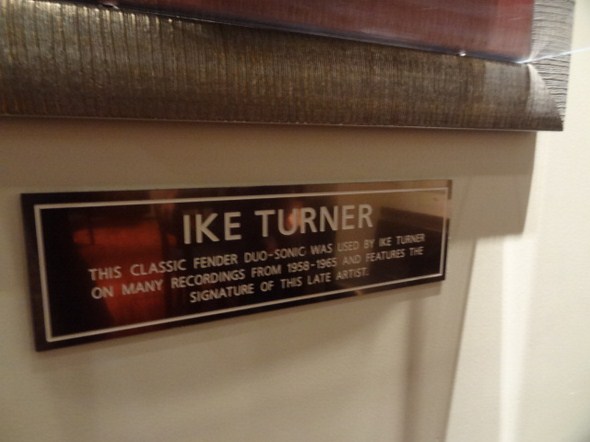 IKE TURNER
THIS CLASSIC FENDER DUO-SONIC WAS USED BY IKE TURNER
ON MANY RECORDINGS FROM 1958-1965 AND FEATURES THE
SIGNATURE OF THIS LATE ARTIST.